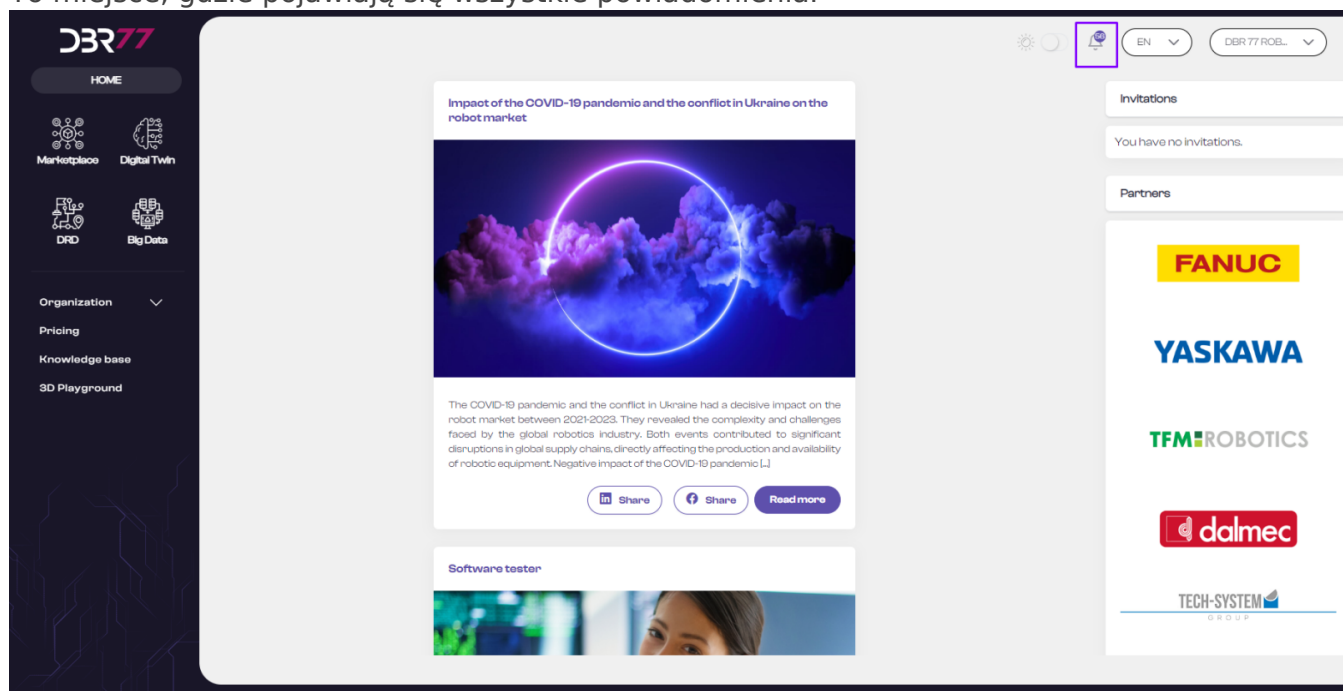 To miejsce, gdzie pojawiają się wszystkie powiadomienia.
DBR77
EN
DBR 77 ROB...
HOME
Marketplace
Digital Twin
DRD
Big Data
Organization
Pricing
Knowledge base
3D Playground
Impact of the COVID-19 pandemic and the conflict in Ukraine on the
robot market
The COVID-19 pandemic and the conflict in Ukraine had a decisive impact on the
robot market between 2021-2023. They revealed the complexity and challenges
faced by the global robotics industry. Both events contributed to significant
disruptions in global supply chains, directly affecting the production and availability
of robotic equipment. Negative impact of the COVID-19 pandemic [...]
Share
Share
Read more
Software tester
Invitations
You have no invitations.
Partners
FANUC
YASKAWA
TFM ROBOTICS
dalmec
TECH-SYSTEM
GROUP